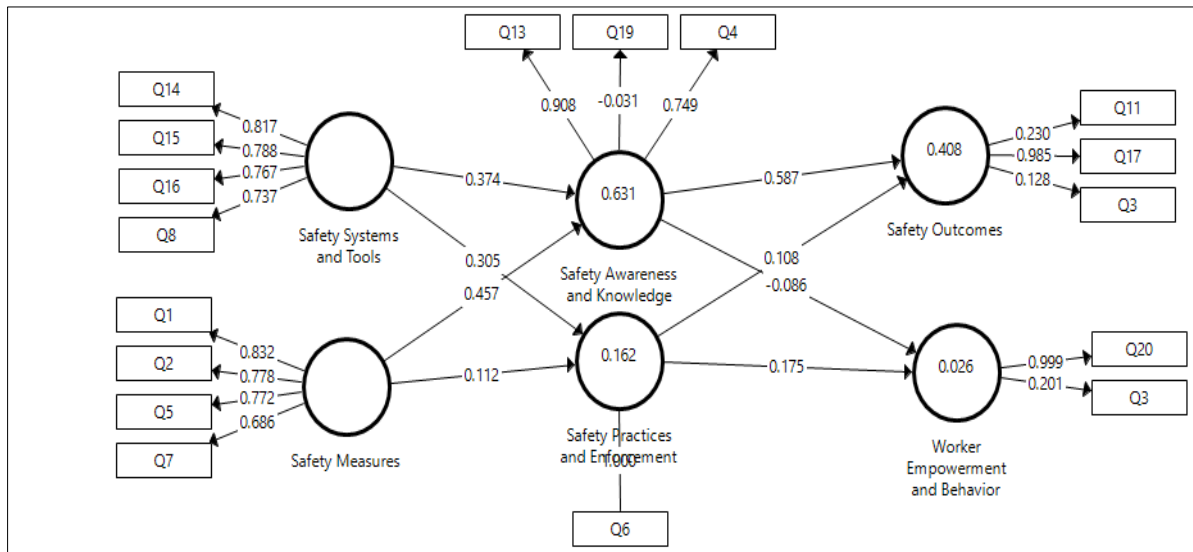 Q13
Q19
Q4
Q14
Q15
Q16
Q8
0.817
0.788
0.767
0.737
Safety Systems
and Tools
0.908
-0.031
0.749
0.374
0.631
Safety Awareness
and Knowledge
0.305
0.457
0.587
0.408
Safety Outcomes
0.230
0.985
0.128
Q11
Q17
Q3
0.108
-0.086
Q1
Q2
Q5
Q7
0.832
0.778
0.772
0.686
Safety Measures
0.112
0.162
Safety Practices
and Enforcement
1.000
Q6
0.175
0.026
Worker
Empowerment
and Behavior
0.999
0.201
Q20
Q3